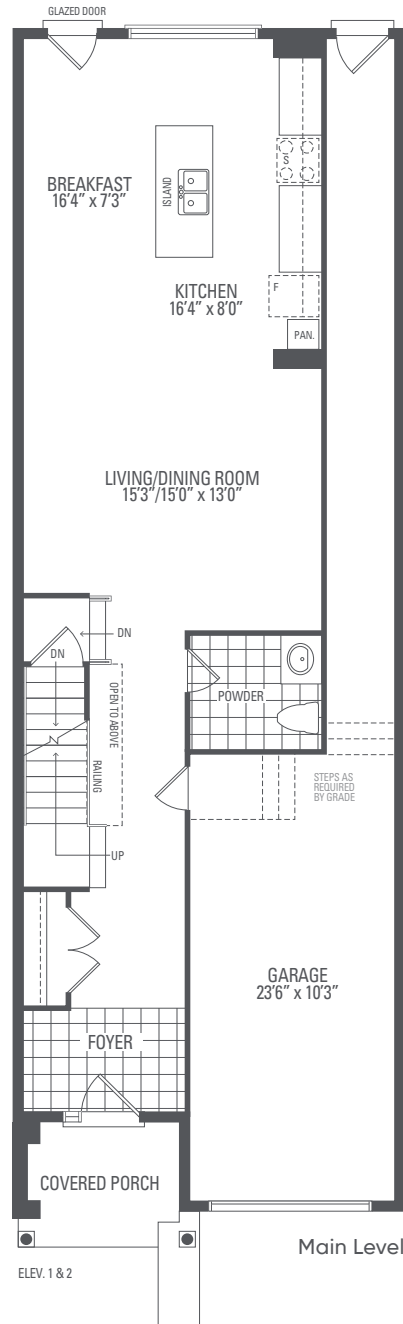 GLAZED DOOR
BREAKFAST
16'4" x 7'3"
ISLAND
S
KITCHEN
16'4" x 8'0"
F
PAN.
LIVING/DINING ROOM
15'3"/15'0" x 13'0"
DN
DN
OPEN TO ABOVE
RAILING
UP
POWDER
STEPS AS
REQUIRED
BY GRADE
GARAGE
23'6" x 10'3"
FOYER
COVERED PORCH
Main Level
ELEV. 1 & 2